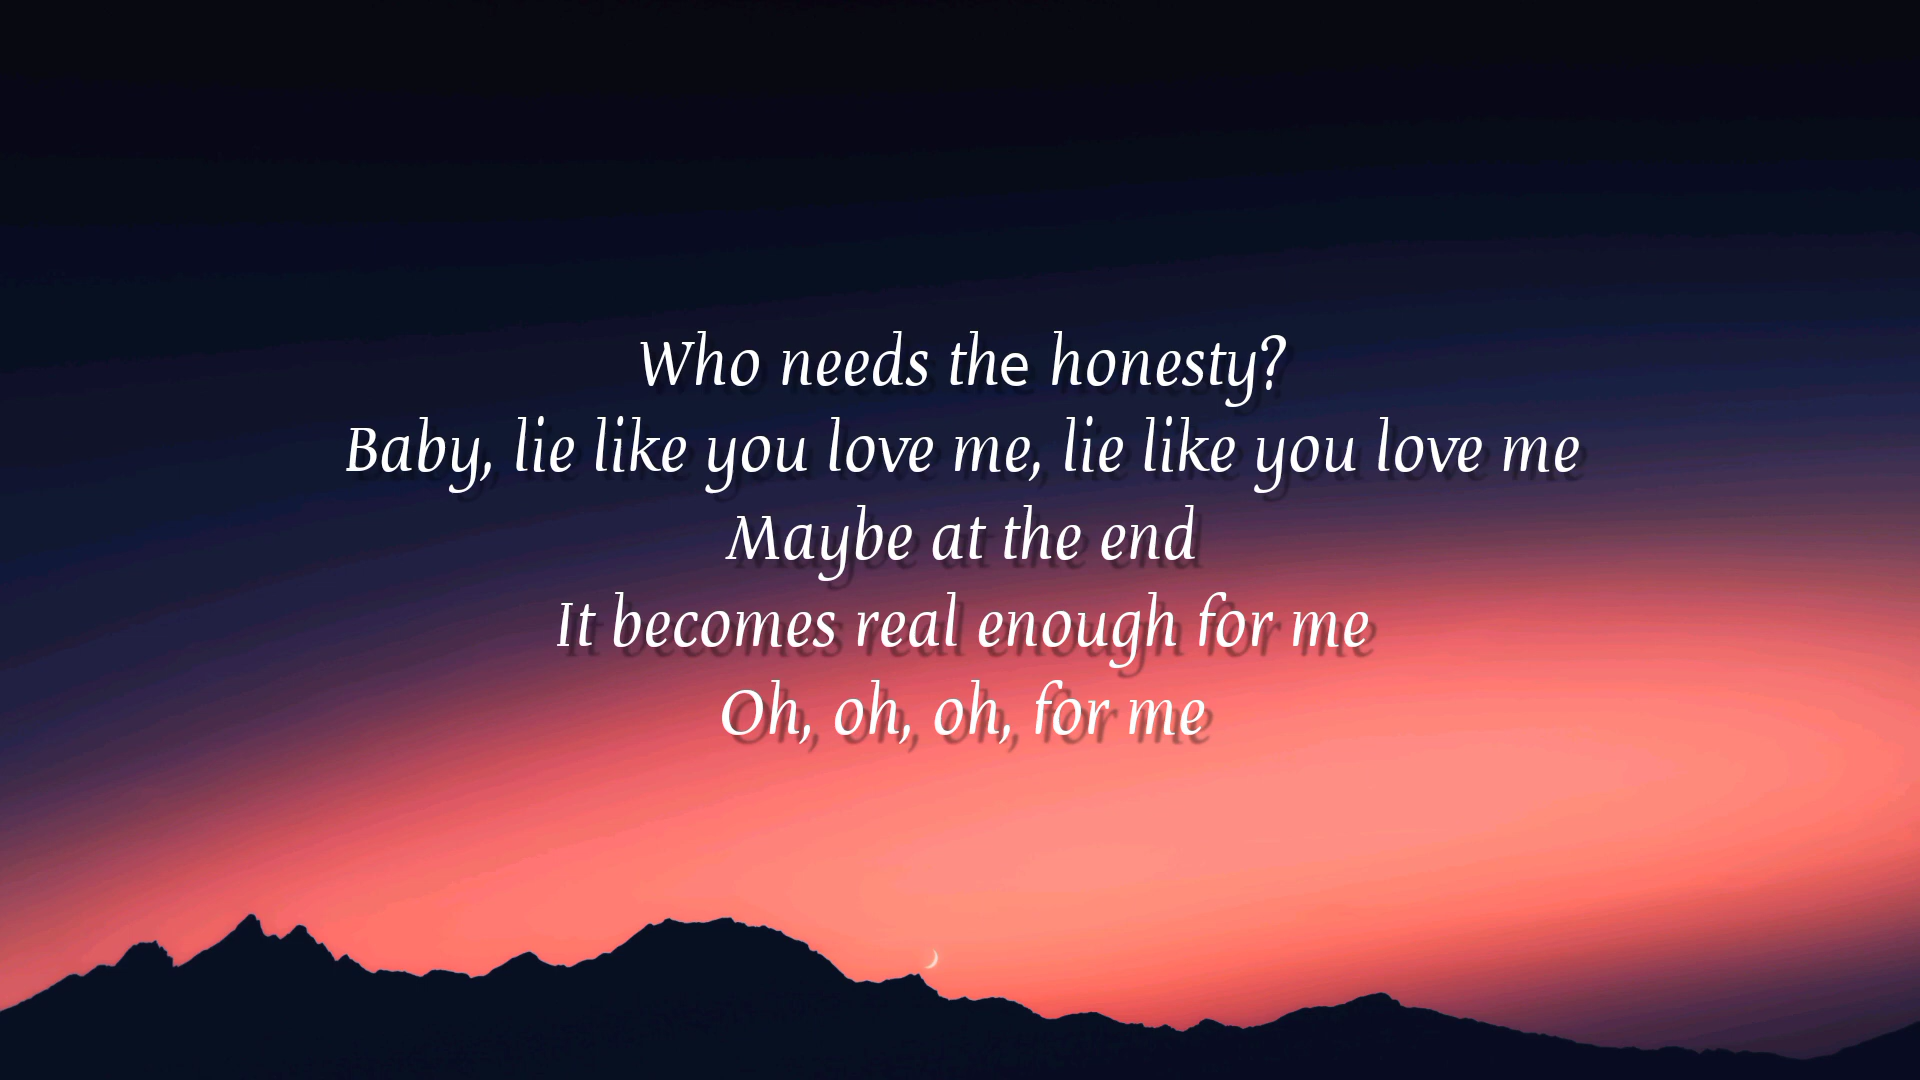 Who needs the honesty?
Baby, lie like you love me, lie like you love me
Maybe at the end
It becomes real enough for me
Oh, oh, oh, for me